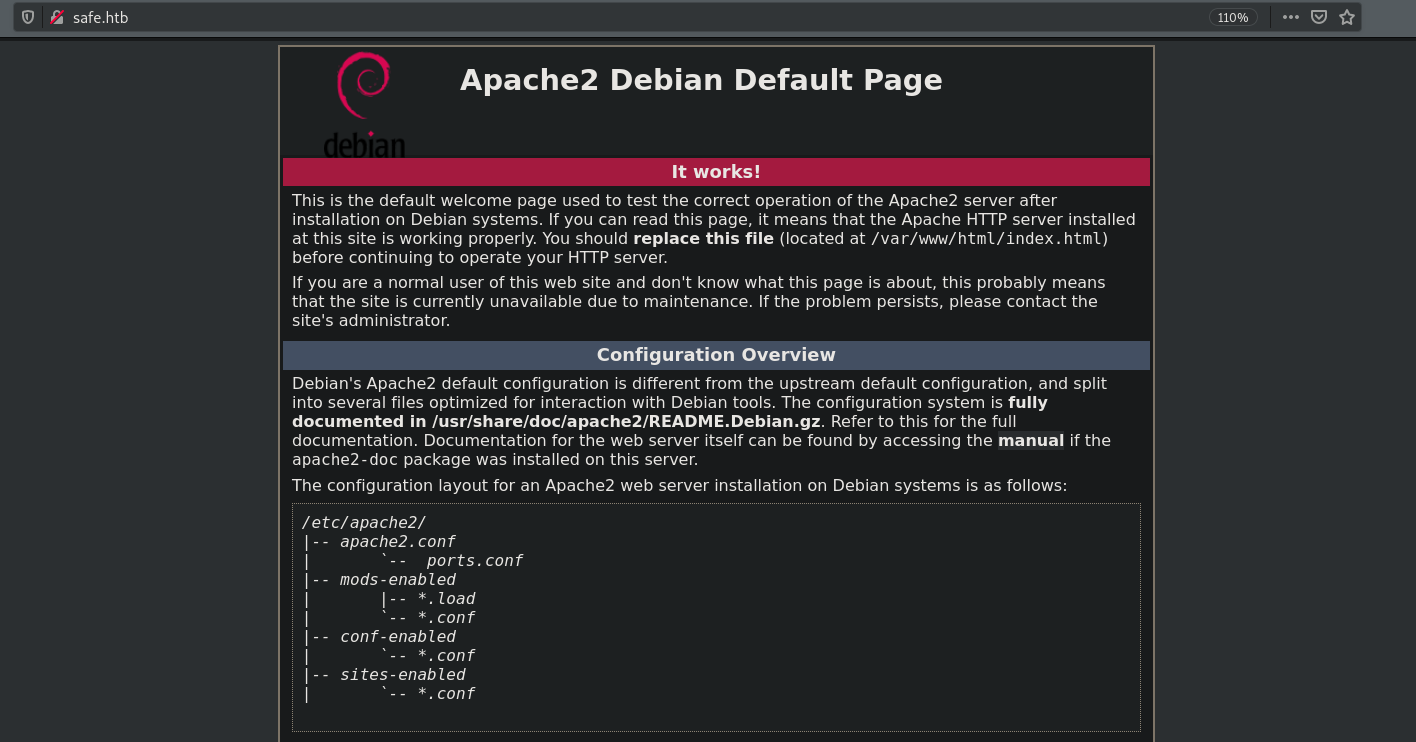 safe.htb
110%
Apache2 Debian Default Page
debian
It works!
This is the default welcome page used to test the correct operation of the Apache2 server after
installation on Debian systems. If you can read this page, it means that the Apache HTTP server installed
at this site is working properly. You should replace this file (located at /var/www/html/index.html)
before continuing to operate your HTTP server.
If you are a normal user of this web site and don't know what this page is about, this probably means
that the site is currently unavailable due to maintenance. If the problem persists, please contact the
site's administrator.
Configuration Overview
Debian's Apache2 default configuration is different from the upstream default configuration, and split
into several files optimized for interaction with Debian tools. The configuration system is fully
documented in /usr/share/doc/apache2/README.Debian.gz. Refer to this for the full
documentation. Documentation for the web server itself can be found by accessing the manual if the
apache2-doc package was installed on this server.
The configuration layout for an Apache2 web server installation on Debian systems is as follows:
/etc/apache2/
|-- apache2.conf
|       `--  ports.conf
|-- mods-enabled
|       |-- *.load
|       `-- *.conf
|-- conf-enabled
|       `-- *.conf
|-- sites-enabled
|       `-- *.conf